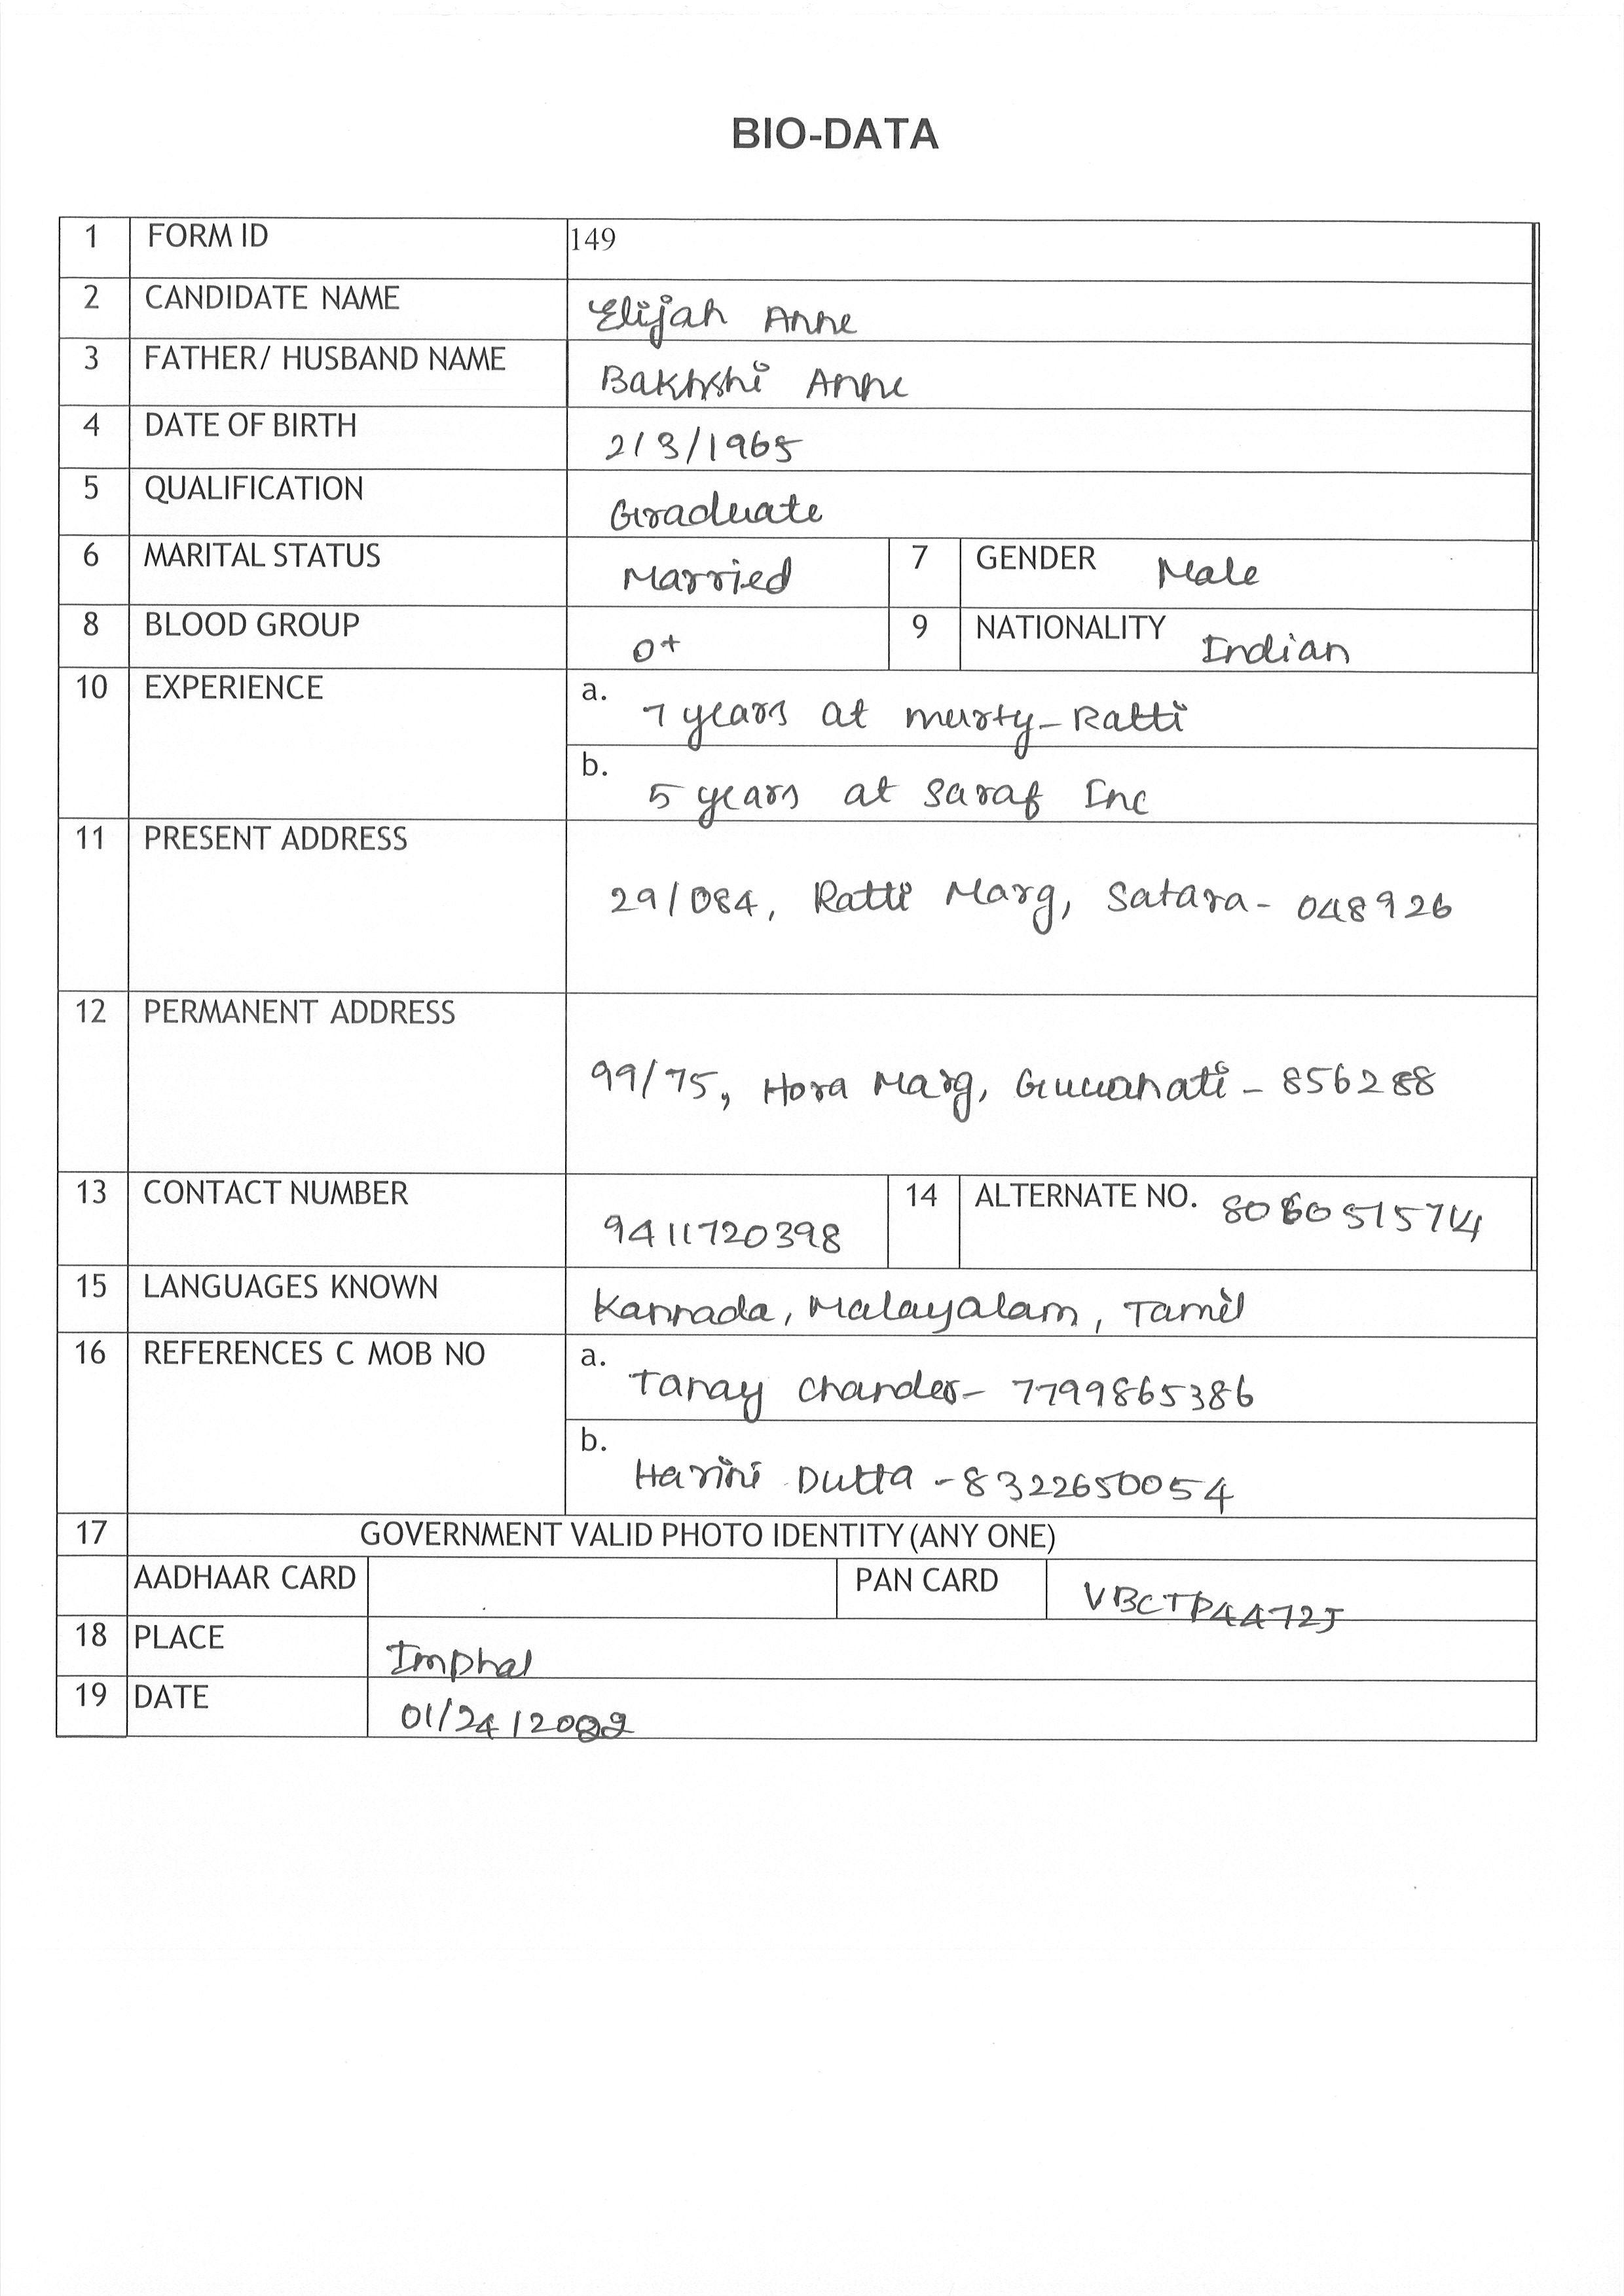 BIO-DATA
1 FORM ID 149
2 CANDIDATE NAME Elijah Anne
3 FATHER/ HUSBAND NAME Bakhshi Anne
4 DATE OF BIRTH 2/3/1965
5 QUALIFICATION Graduate
6 MARITAL STATUS Married 7 GENDER Male
8 BLOOD GROUP O+ 9 NATIONALITY Indian
10 EXPERIENCE a. 7 years at Murty-Ratti
b. 5 years at Saraf Inc
11 PRESENT ADDRESS
29/084, Ratti Marg, Satara- 048926
12 PERMANENT ADDRESS
99/75, Hora Marg, Guwahati - 856288
13 CONTACT NUMBER 9411720398 14 ALTERNATE NO. 8060515714
15 LANGUAGES KNOWN Kannada, Malayalam, Tamil
16 REFERENCES C MOB NO a. Tanay Chander- 7799865386
b. Harini Dutta - 8322650054
17 GOVERNMENT VALID PHOTO IDENTITY (ANY ONE)
AADHAAR CARD PAN CARD VBCTP4472J
18 PLACE Imphal
19 DATE 01/24/2022